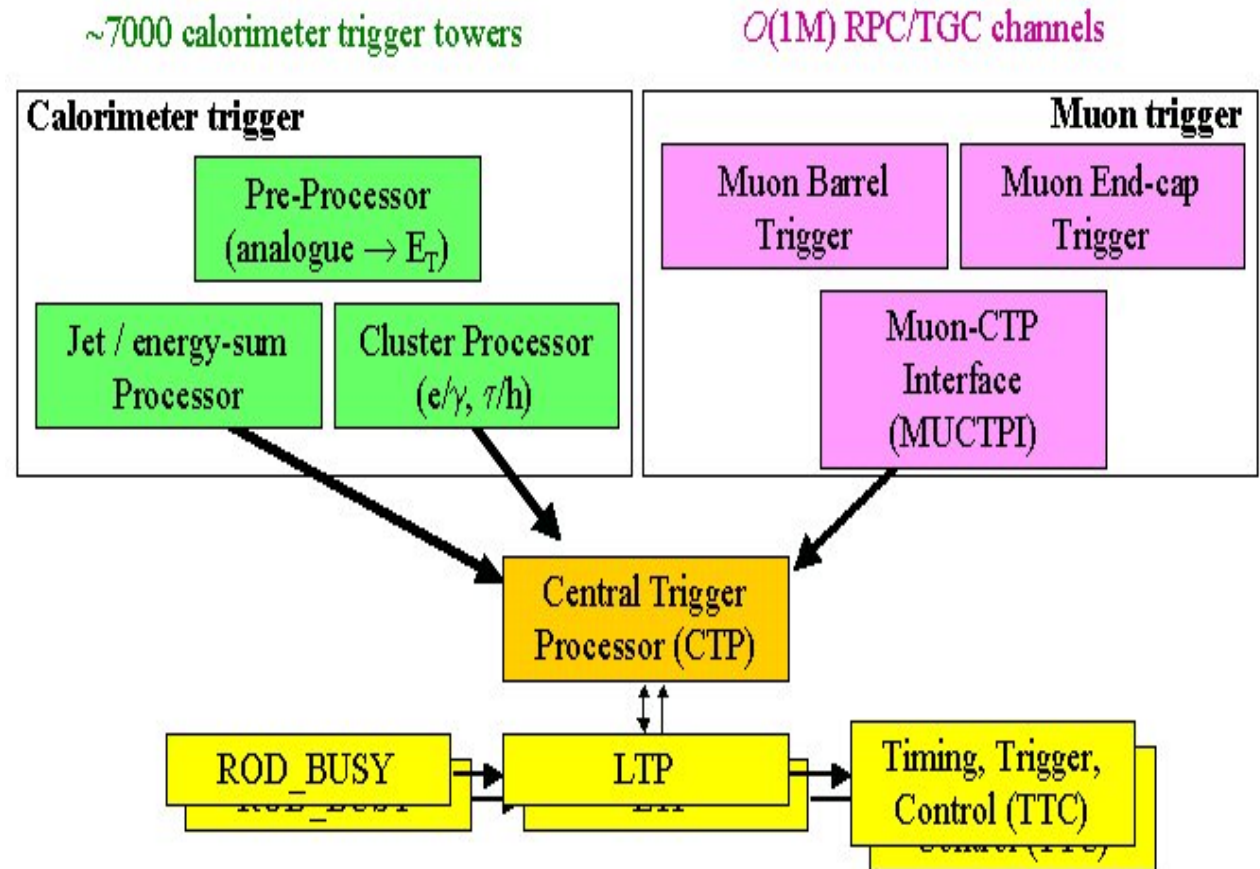 ~7000 calorimeter trigger towers
O(1M) RPC/TGC channels
Calorimeter trigger
Muon trigger
Pre-Processor
(analogue → E_T)
Muon Barrel
Trigger
Muon End-cap
Trigger
Jet / energy-sum
Processor
Cluster Processor
(e/γ, τ/h)
Muon-CTP
Interface
(MUCTPI)
Central Trigger
Processor (CTP)
ROD_BUSY
LTP
Timing, Trigger,
Control (TTC)